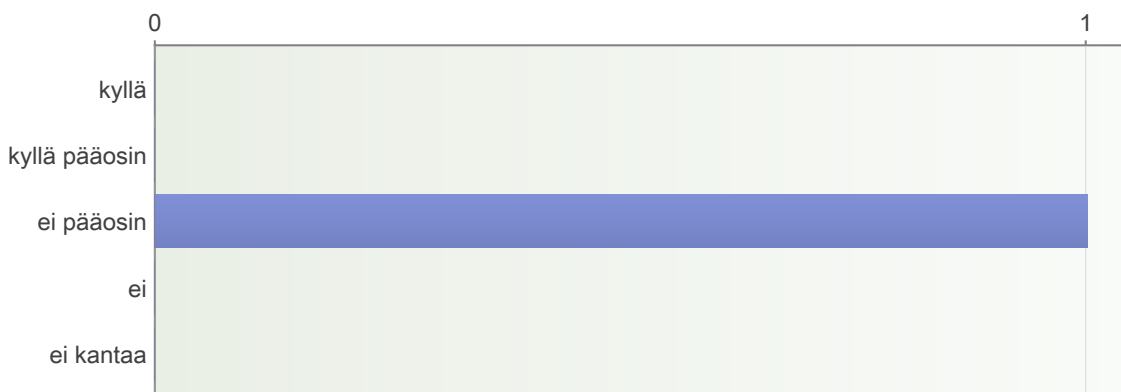 0 1
kyllä
kyllä pääosin
ei pääosin
ei
ei kantaa